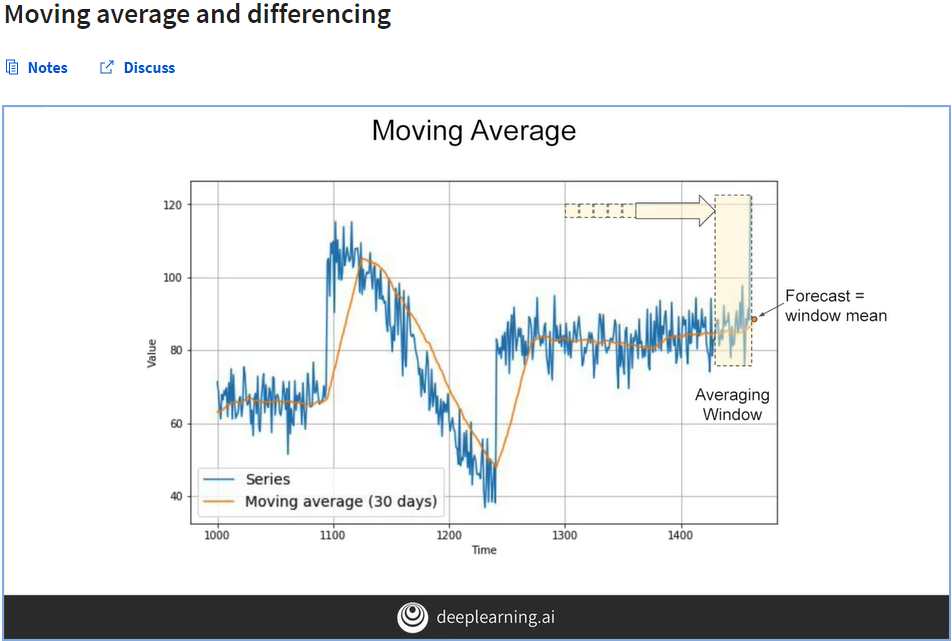 Moving average and differencing
Notes
Discuss
Moving Average
120
100
80
60
40
Value
1000
1100
1200
1300
1400
Time
Series
Moving average (30 days)
Forecast =
window mean
Averaging
Window
deeplearning.ai